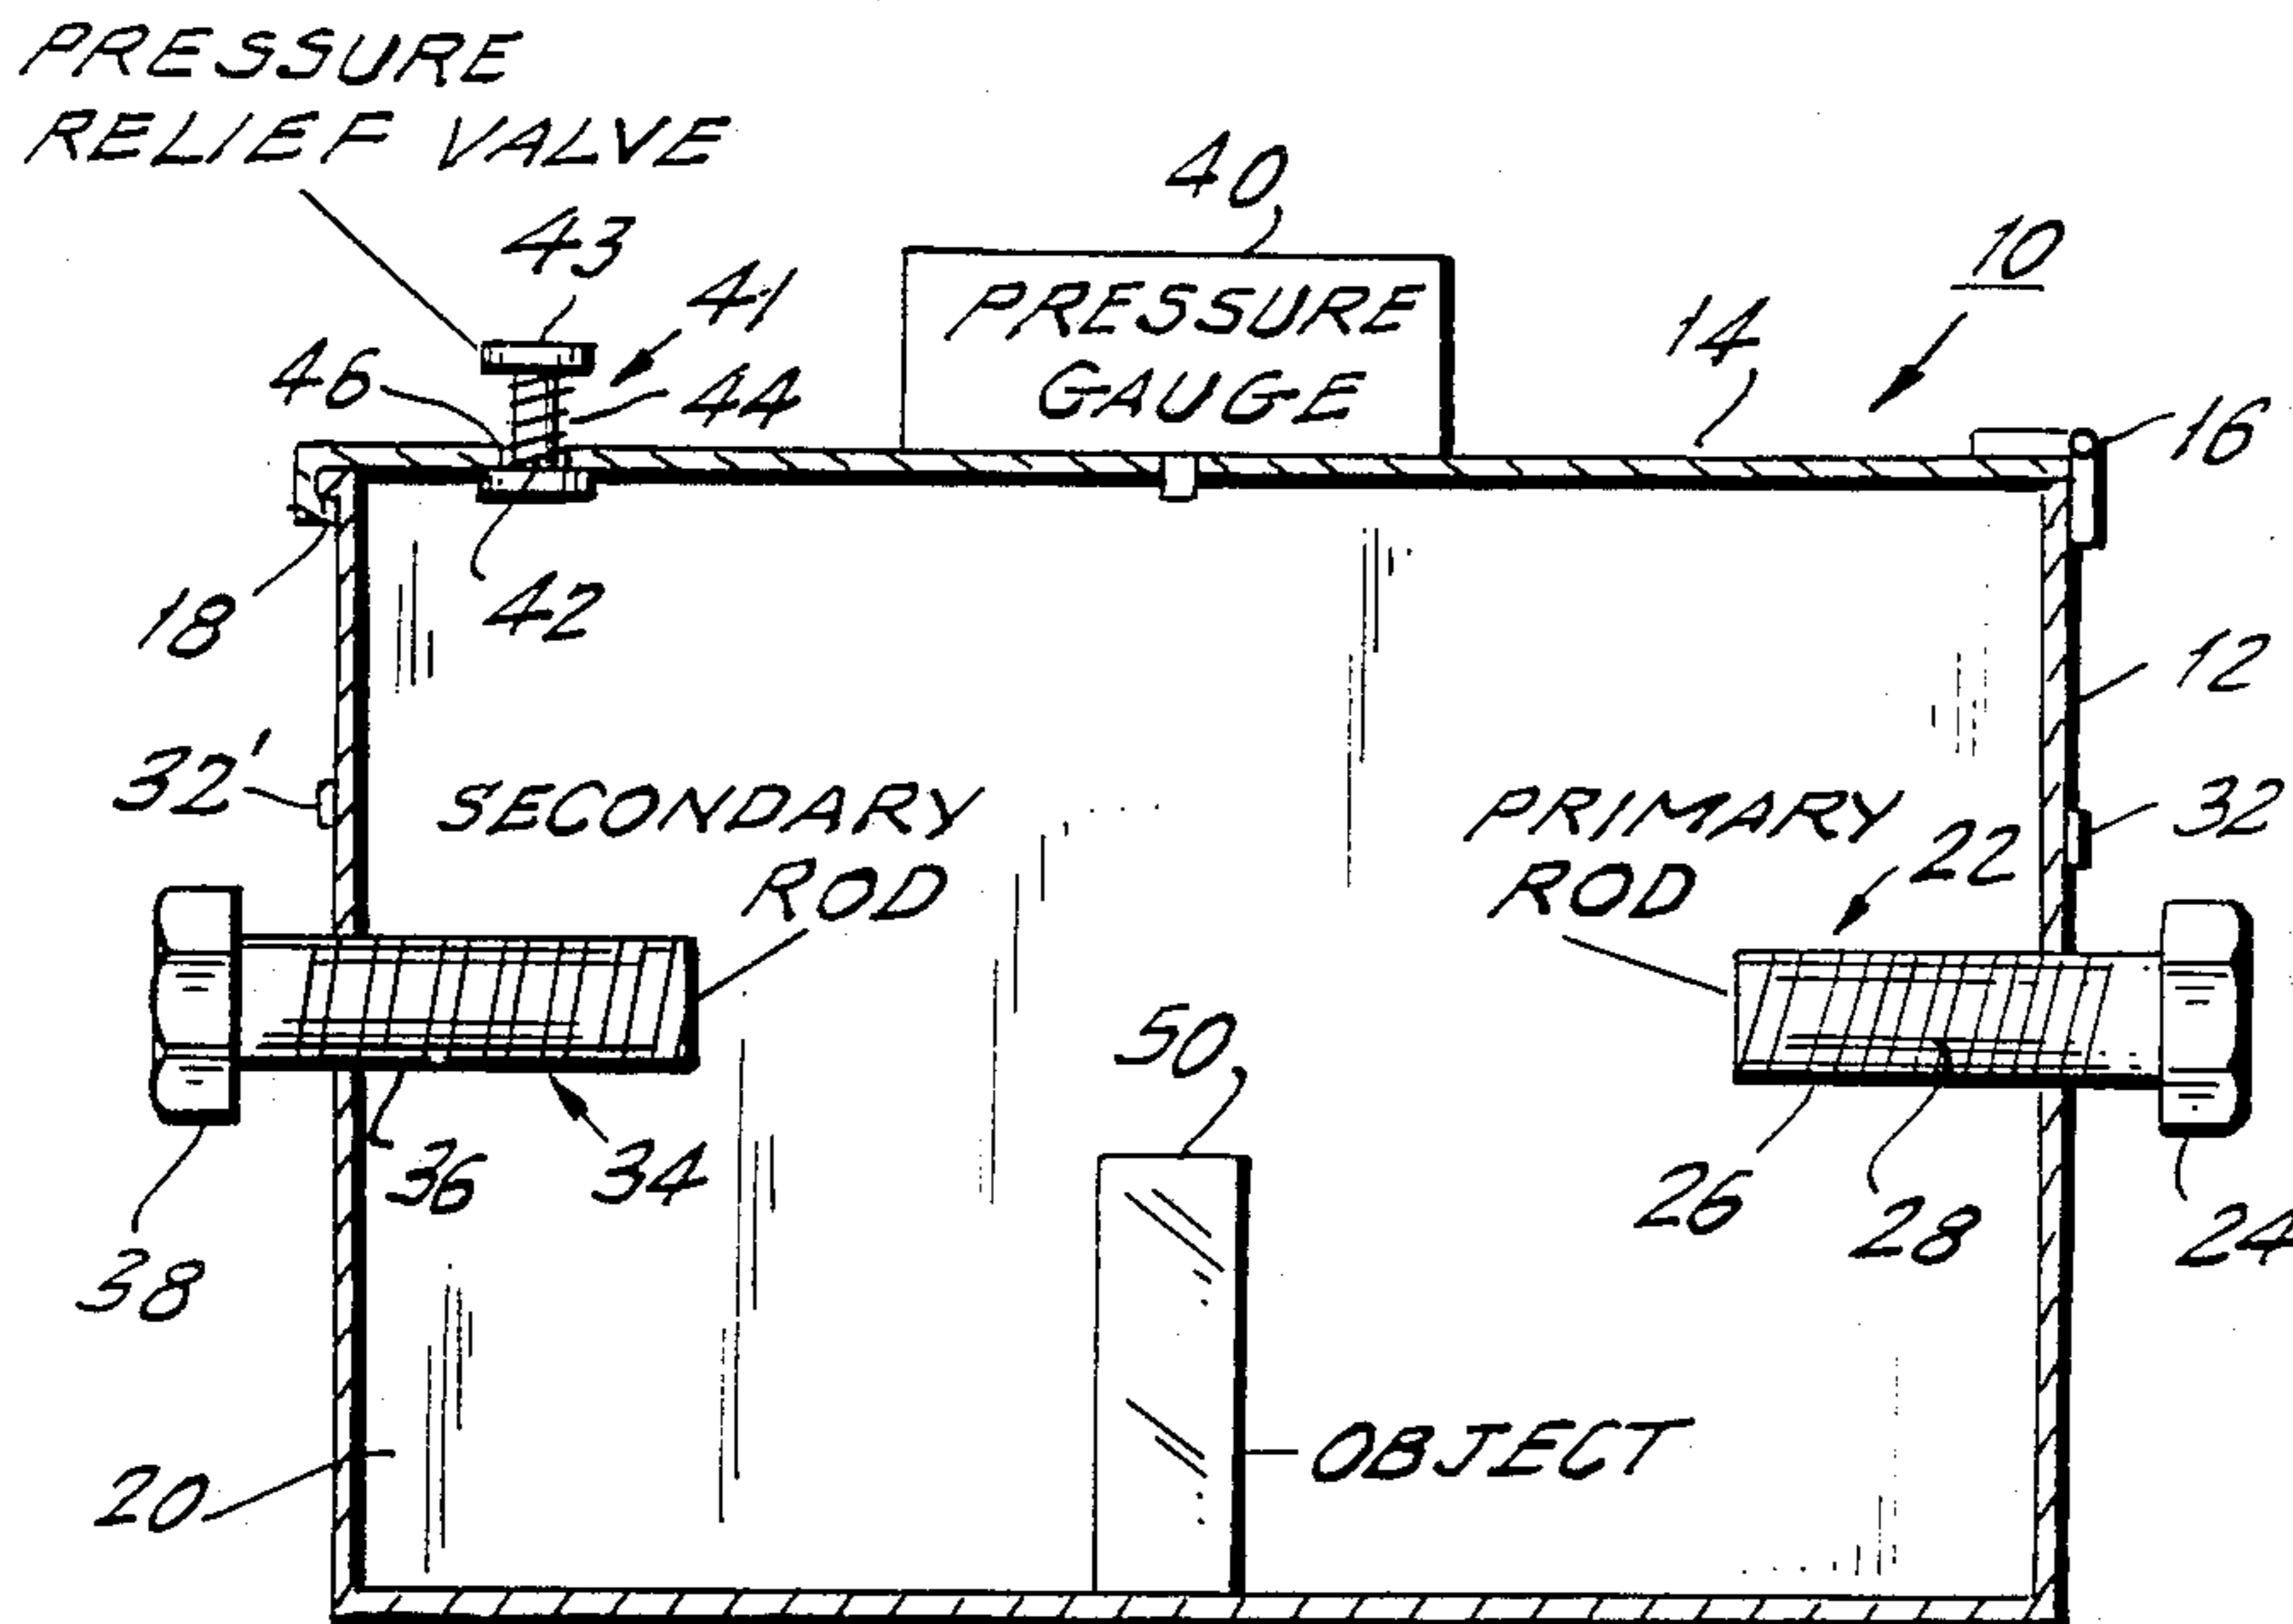 PRESSURE
RELIEF VALVE
40
10
43
41
PRESSURE
GAUGE
14
46
44
16
18
42
12
32'
SECONDARY
ROD
PRIMARY
ROD
22
32
50
36
34
26
28
24
38
OBJECT
20